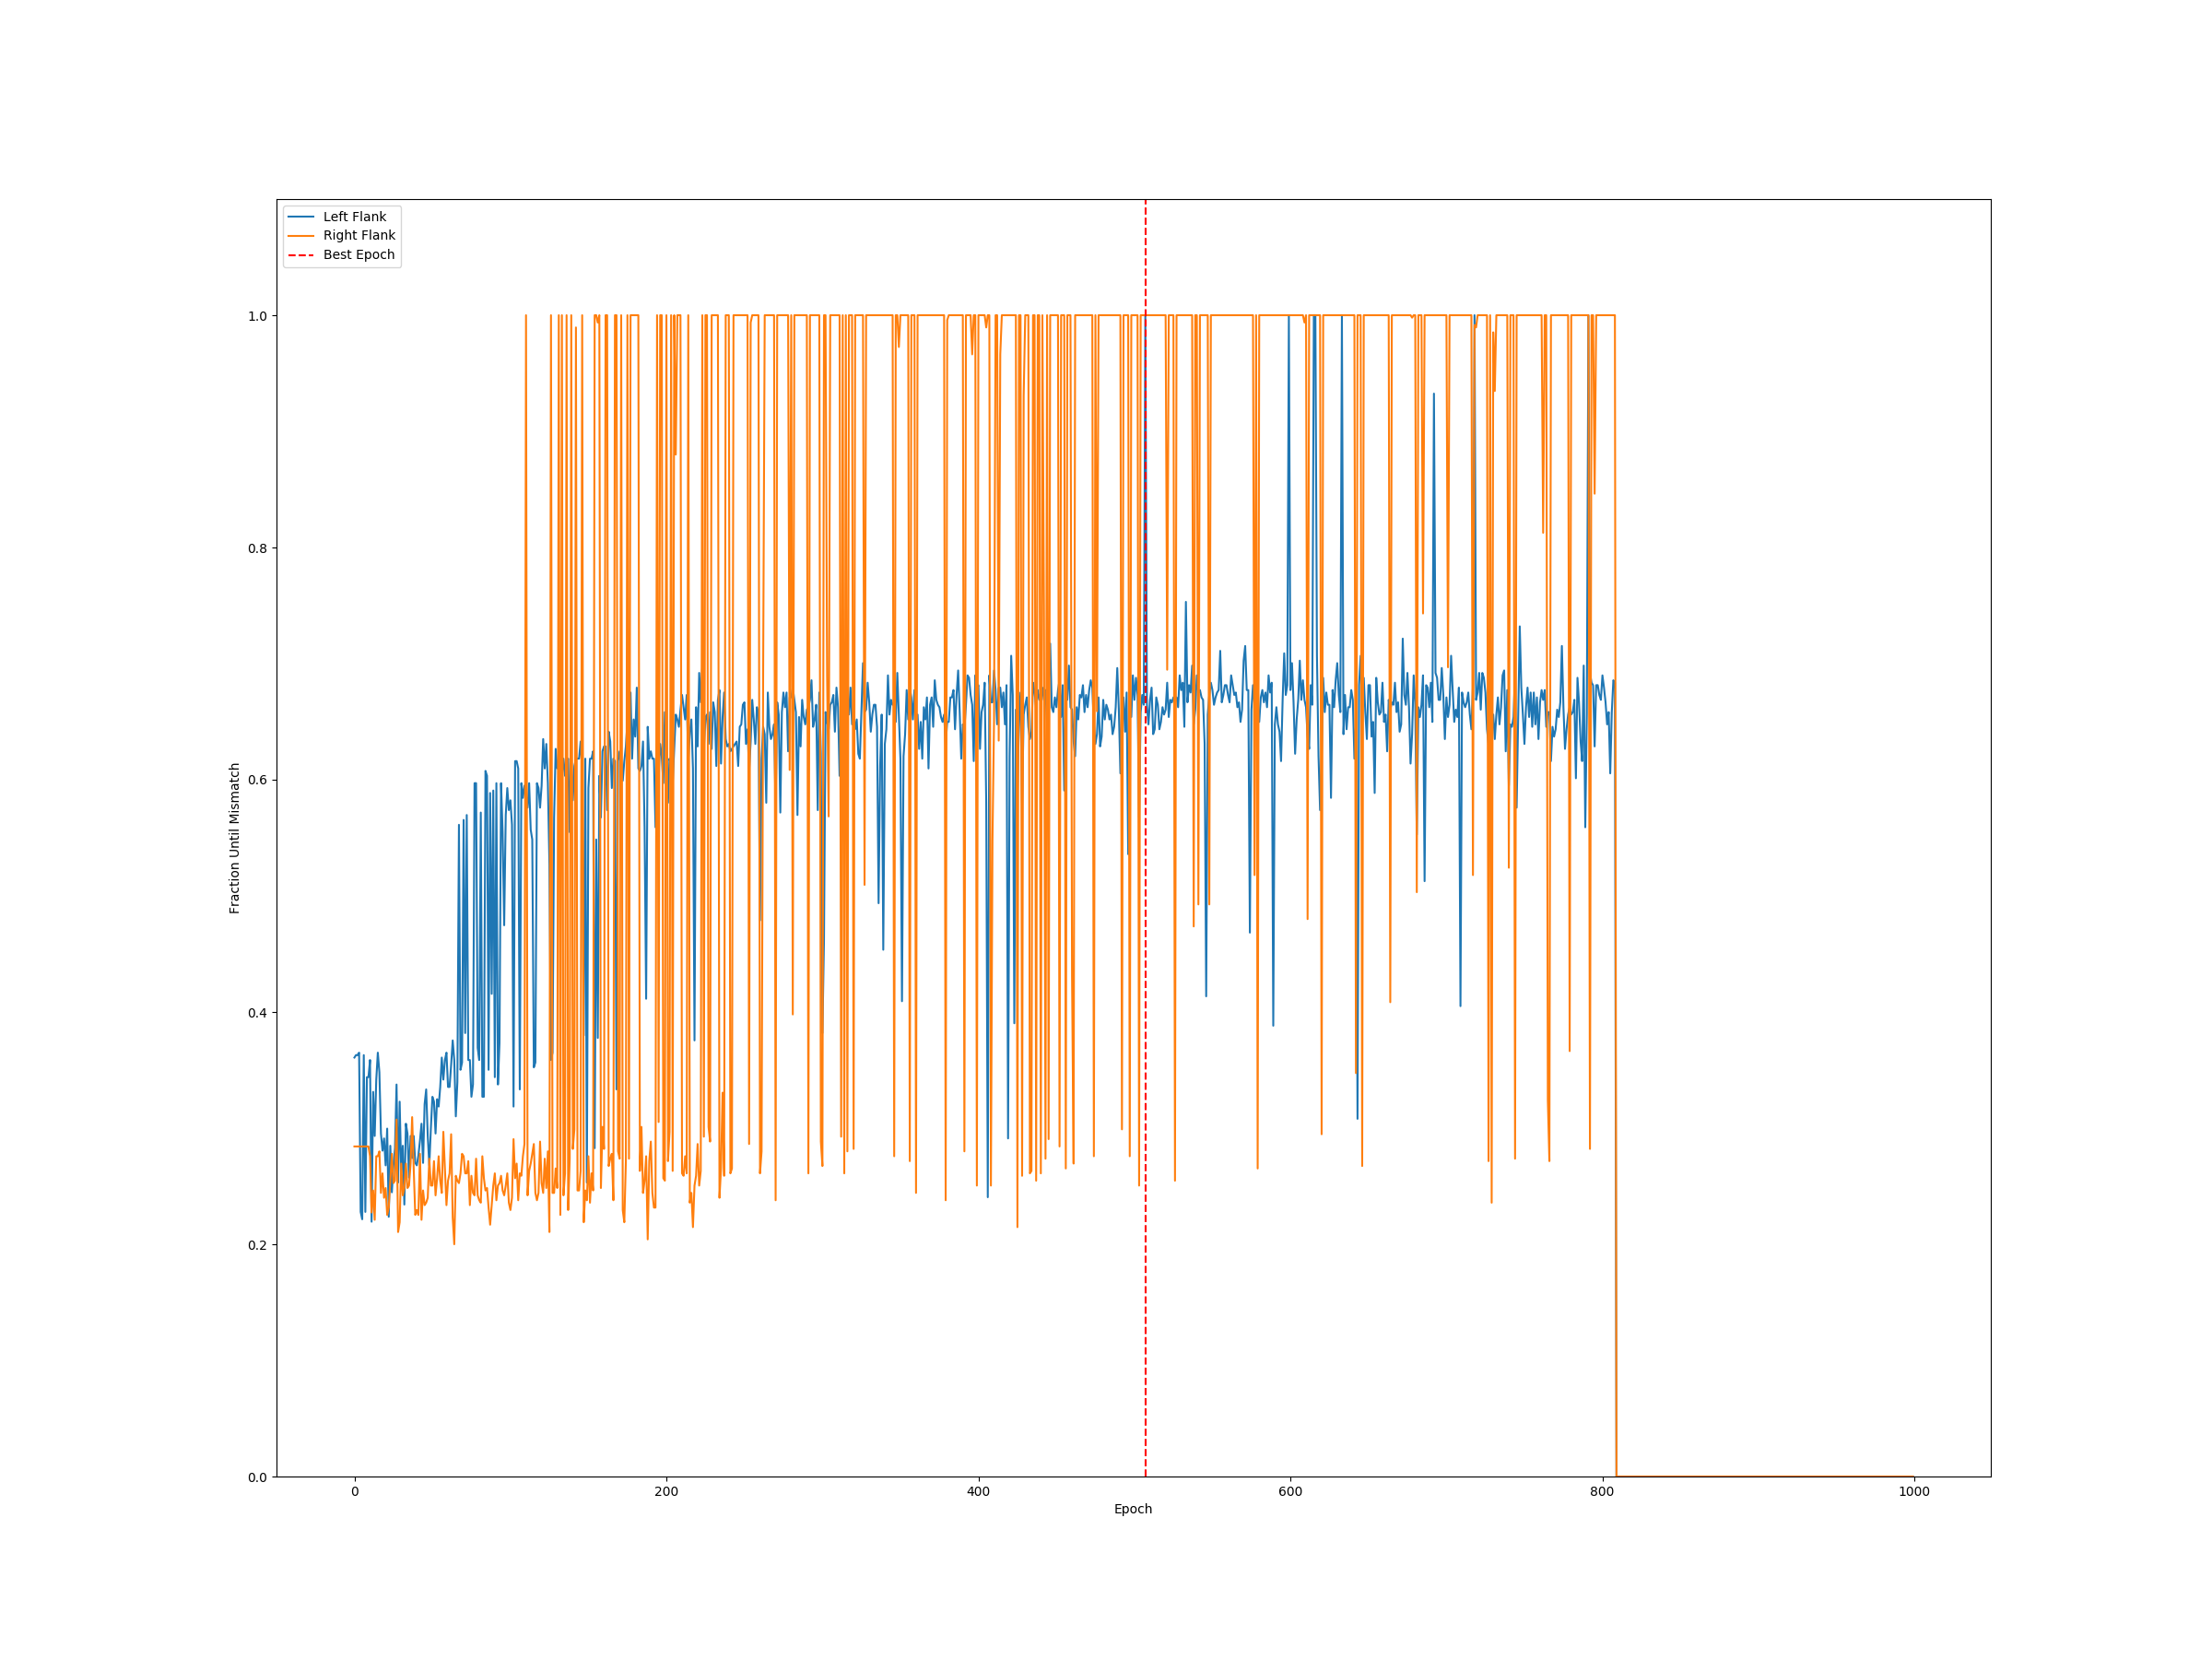 Left Flank
Right Flank
Best Epoch
1.0
0.8
0.6
0.4
0.2
0.0
Fraction Until Mismatch
0 200 400 600 800 1000
Epoch